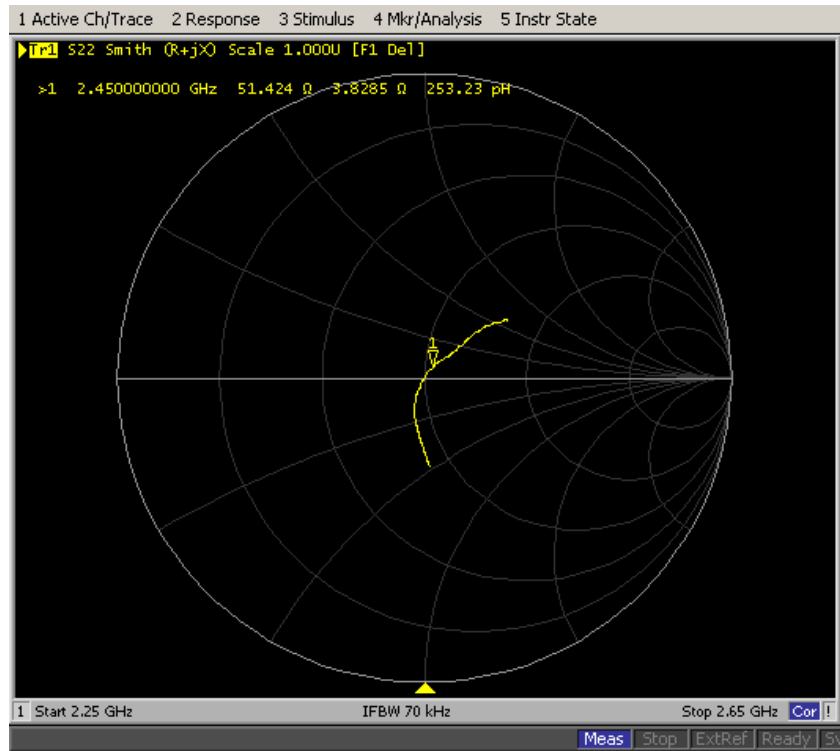 1 Active Ch/Trace 2 Response 3 Stimulus 4 Mkr/Analysis 5 Instr State
Tr1 S22 Smith (R+jX) Scale 1.000U [F1 Del]
>1 2.450000000 GHz 51.424 Ω 3.8285 Ω 253.23 pH
1
1 Start 2.25 GHz IFBW 70 kHz Stop 2.65 GHz Cor !
Meas Stop ExtRef Ready